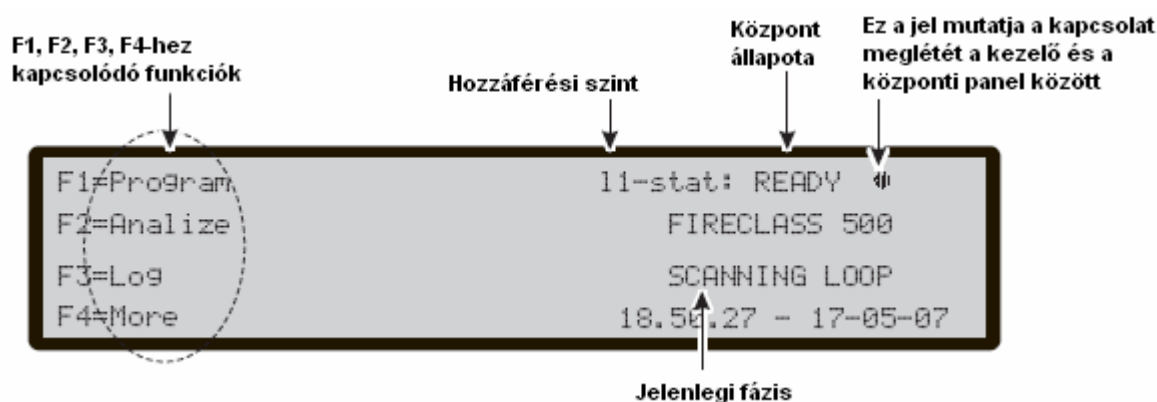 F1, F2, F3, F4-hez
kapcsolódó funkciók
Hozzáférési szint
Központ
állapota
Ez a jel mutatja a kapcsolat
meglétét a kezelő és a
központi panel között
F1=Program
l1-stat: READY
F2=Analize
FIRECLASS 500
F3=Log
SCANNING LOOP
F4=More
18.50.27 - 17-05-07
Jelenlegi fázis